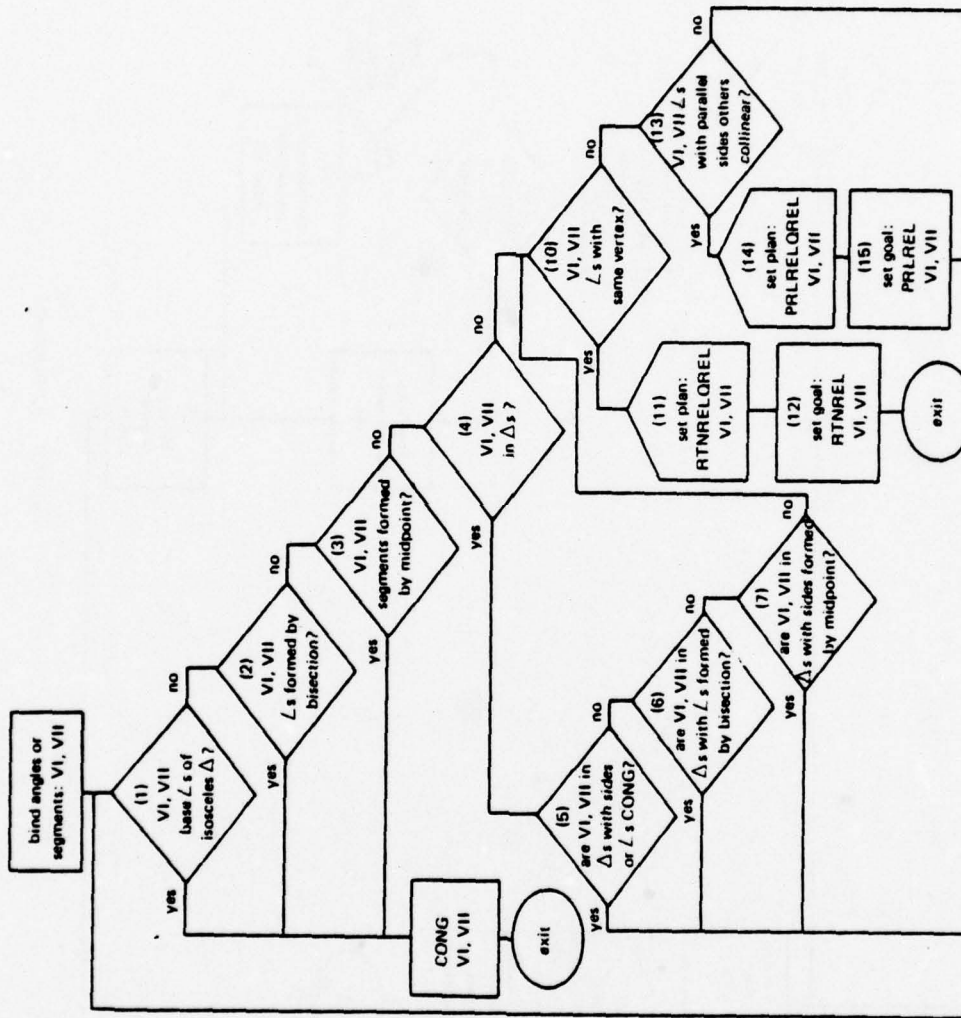 bind angles or
segments: VI, VII
(1)
VI, VII
base ∠s of
isosceles Δ?
yes
no
(2)
VI, VII
∠s formed by
bisection?
yes
no
(3)
VI, VII
segments formed
by midpoint?
yes
no
(4)
VI, VII
in Δs?
yes
no
CONG
VI, VII
exit
(5)
are VI, VII in
Δs with sides
or ∠s CONG?
yes
no
(6)
are VI, VII in
Δs with ∠s formed
by bisection?
yes
no
(7)
are VI, VII in
Δs with sides formed
by midpoint?
yes
no
(10)
VI, VII
∠s with
same vertex?
yes
no
(11)
set plan:
RTNRELQREL
VI, VII
(12)
set goal:
RTNREL
VI, VII
exit
(13)
VI, VII ∠s
with parallel
sides others
collinear?
yes
no
(14)
set plan:
PRLRELQREL
VI, VII
(15)
set goal:
PRLREL
VI, VII